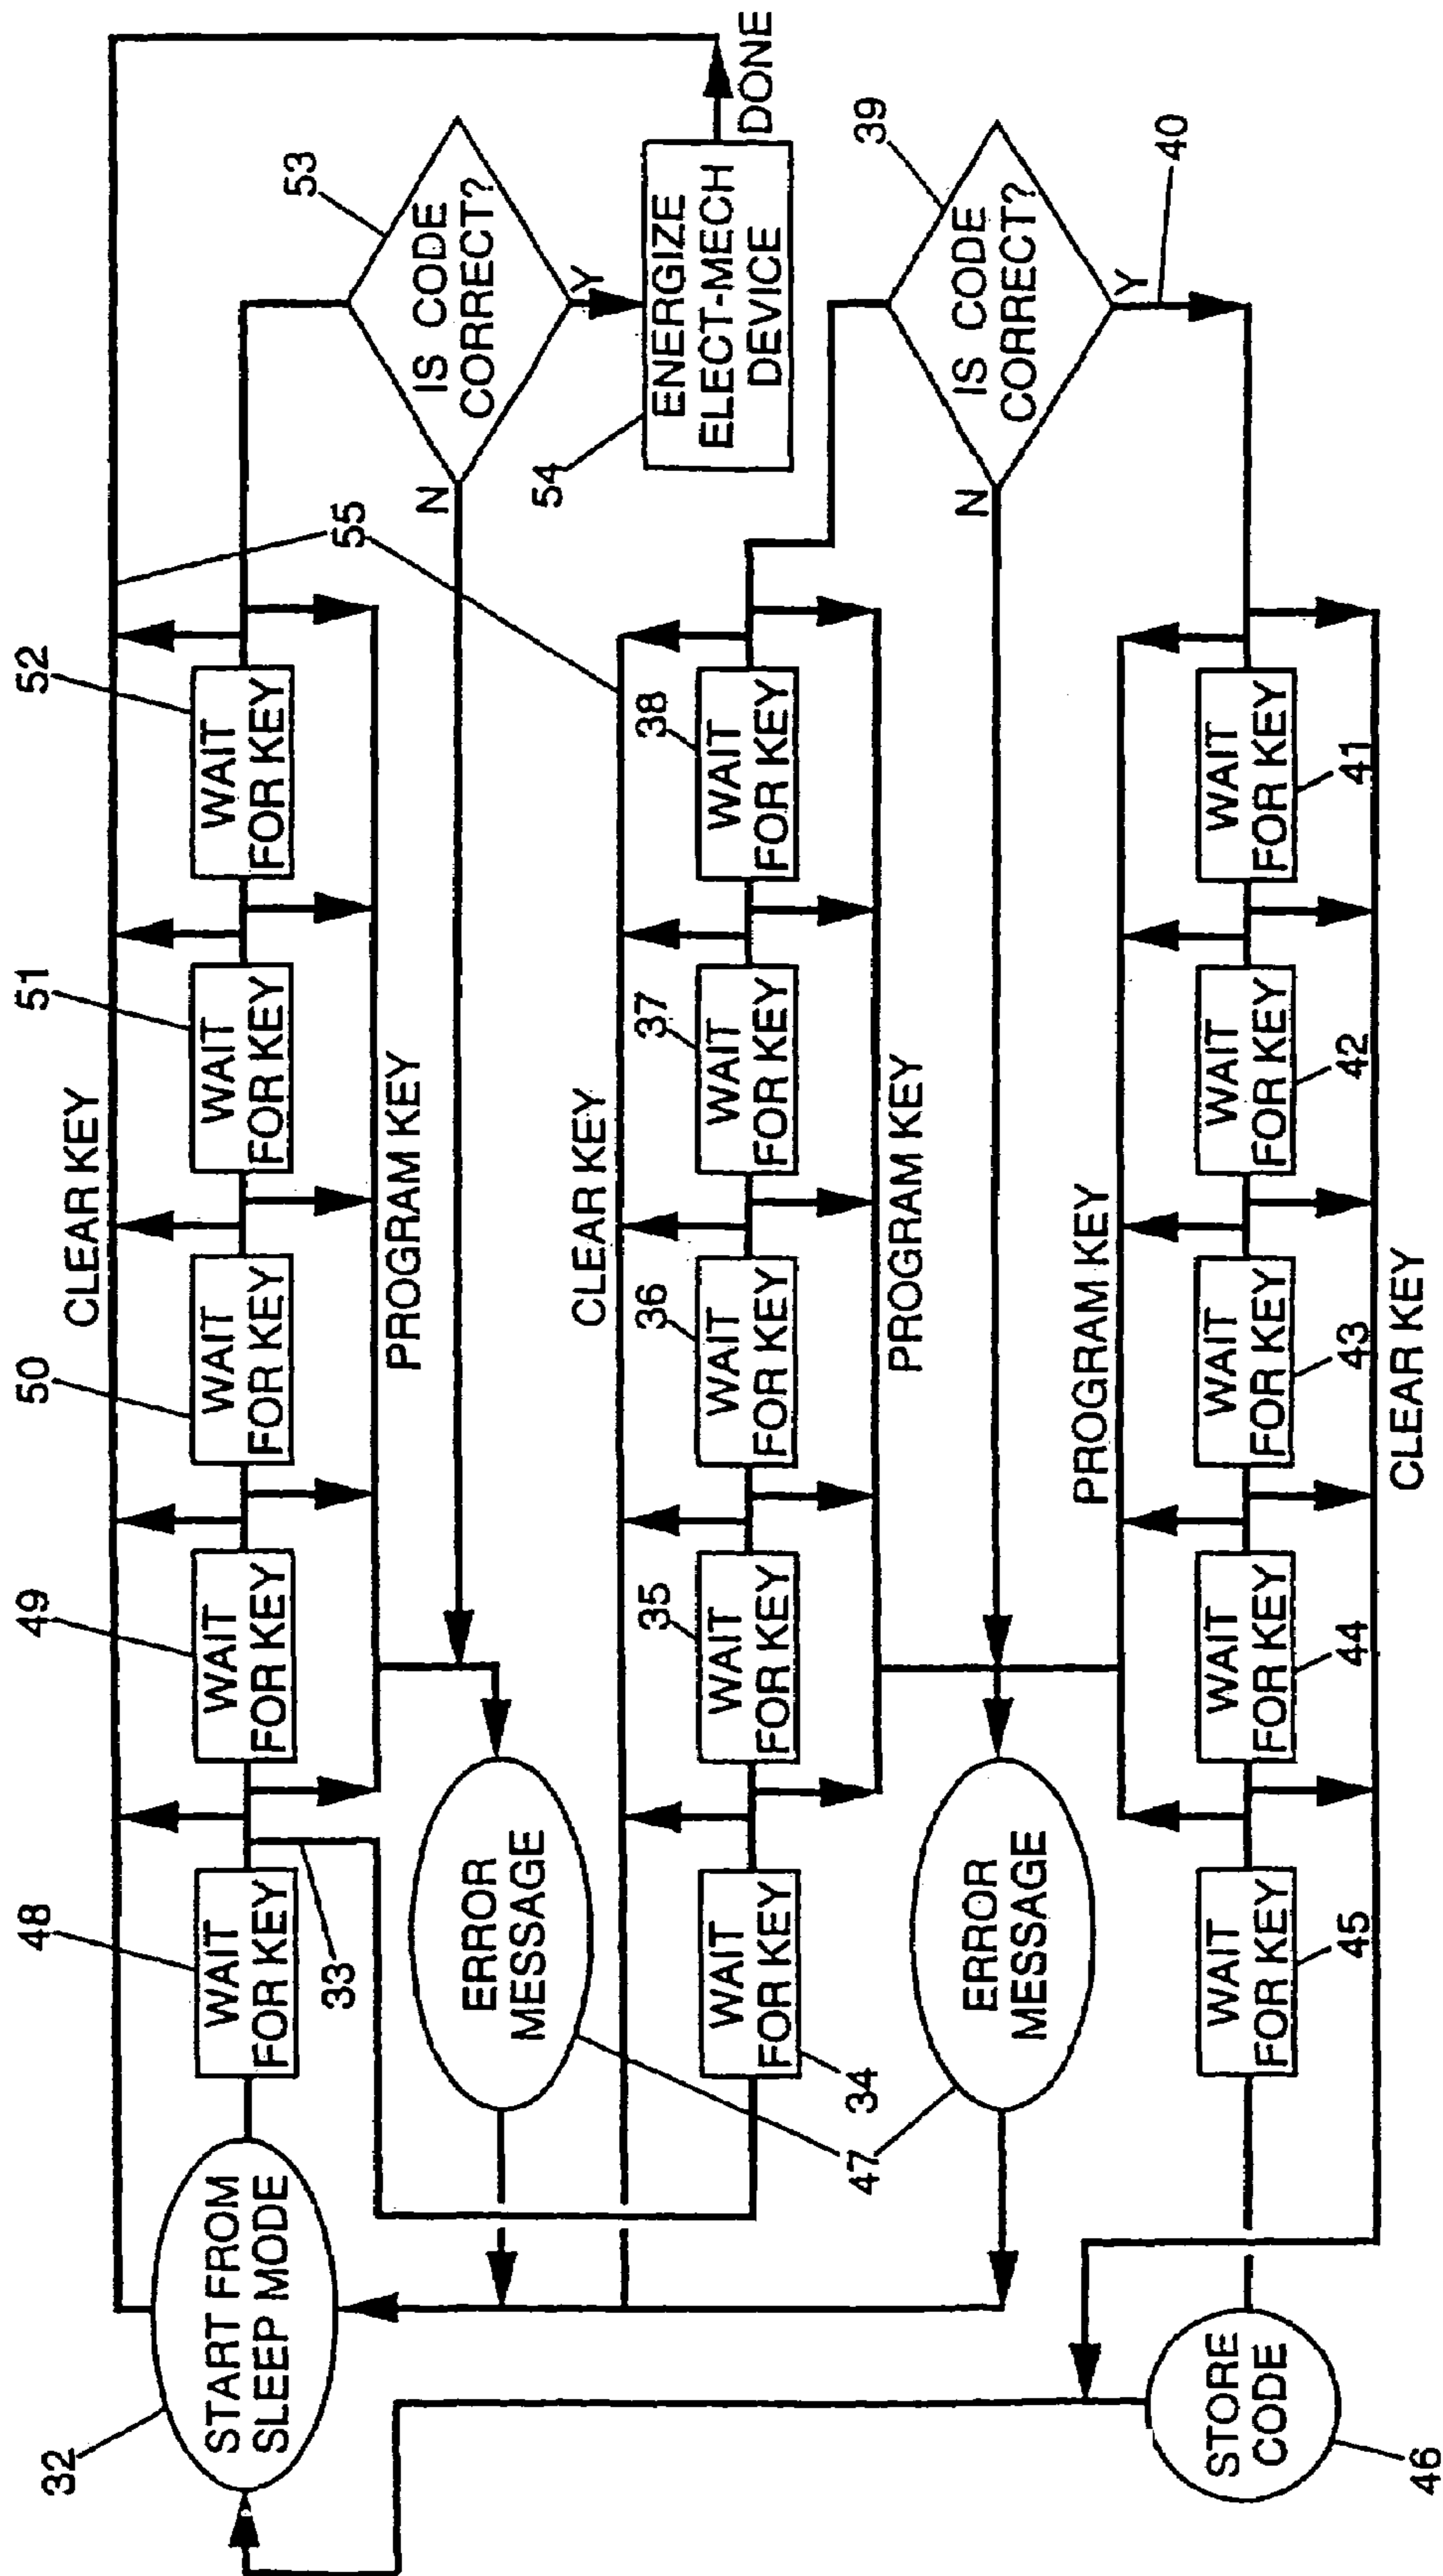 32
START FROM
SLEEP MODE
48
WAIT
FOR KEY
33
49
WAIT
FOR KEY
50
WAIT
FOR KEY
51
WAIT
FOR KEY
52
WAIT
FOR KEY
CLEAR KEY
PROGRAM KEY
55
53
IS CODE
CORRECT?
N
Y
54
ENERGIZE
ELECT-MECH
DEVICE
DONE
ERROR
MESSAGE
47
CLEAR KEY
34
WAIT
FOR KEY
35
WAIT
FOR KEY
36
WAIT
FOR KEY
37
WAIT
FOR KEY
38
WAIT
FOR KEY
PROGRAM KEY
39
IS CODE
CORRECT?
N
Y
40
ERROR
MESSAGE
PROGRAM KEY
STORE
CODE
46
WAIT
FOR KEY
45
WAIT
FOR KEY
44
WAIT
FOR KEY
43
WAIT
FOR KEY
42
WAIT
FOR KEY
41
CLEAR KEY